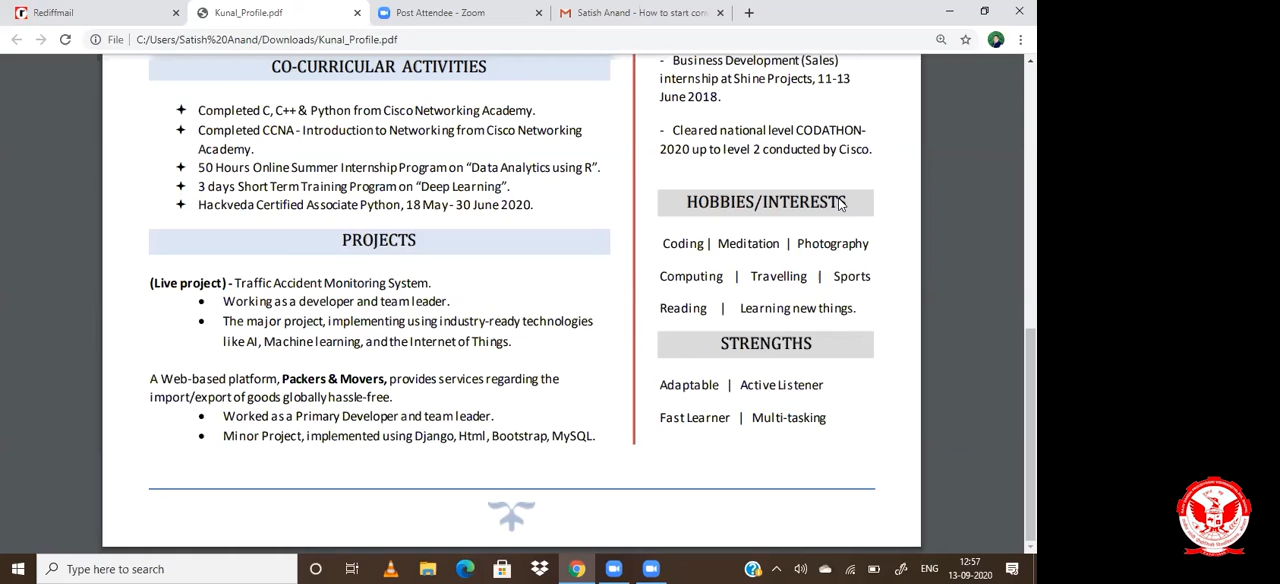 Rediffmail
Kunal_Profile.pdf
Post Attendee - Zoom
Satish Anand - How to start con
File
C:/Users/Satish%20Anand/Downloads/Kunal_Profile.pdf
CO-CURRICULAR ACTIVITIES
Completed C, C++ & Python from Cisco Networking Academy.
Completed CCNA - Introduction to Networking from Cisco Networking
Academy.
50 Hours Online Summer Internship Program on “Data Analytics using R”.
3 days Short Term Training Program on “Deep Learning”.
Hackveda Certified Associate Python, 18 May - 30 June 2020.
PROJECTS
(Live project) - Traffic Accident Monitoring System.
Working as a developer and team leader.
The major project, implementing using industry-ready technologies
like AI, Machine learning, and the Internet of Things.
A Web-based platform, Packers & Movers, provides services regarding the
import/export of goods globally hassle-free.
Worked as a Primary Developer and team leader.
Minor Project, implemented using Django, Html, Bootstrap, MySQL.
- Business Development (Sales)
internship at Shine Projects, 11-13
June 2018.
- Cleared national level CODATHON-
2020 up to level 2 conducted by Cisco.
HOBBIES/INTERESTS
Coding | Meditation | Photography
Computing | Travelling | Sports
Reading | Learning new things.
STRENGTHS
Adaptable | Active Listener
Fast Learner | Multi-tasking
Type here to search
ENG
12:57
13-09-2020